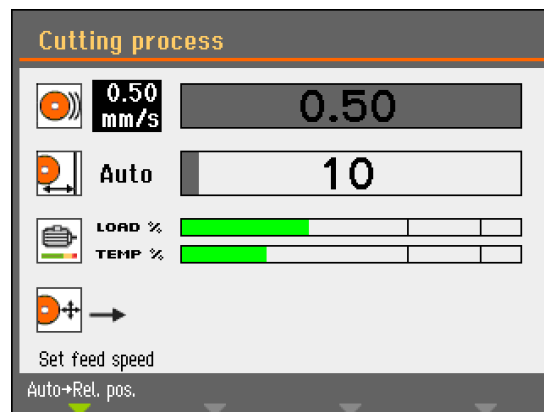 Cutting process
0.50
mm/s
0.50
Auto
10
LOAD %
TEMP %
Set feed speed
Auto→Rel. pos.